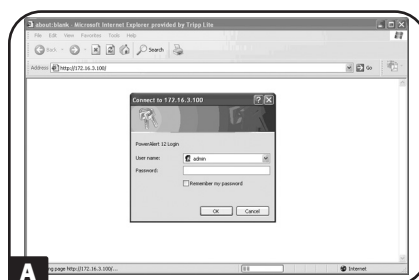 about:blank - Microsoft Internet Explorer provided by Tripp Lite
File Edit View Favorites Tools Help
Back Search
Address http://172.16.3.100/ Go
Connect to 172.16.3.100
PowerAlert 12 Login
User name: admin
Password:
Remember my password
OK Cancel
ng page http://172.16.3.100/... Internet
A